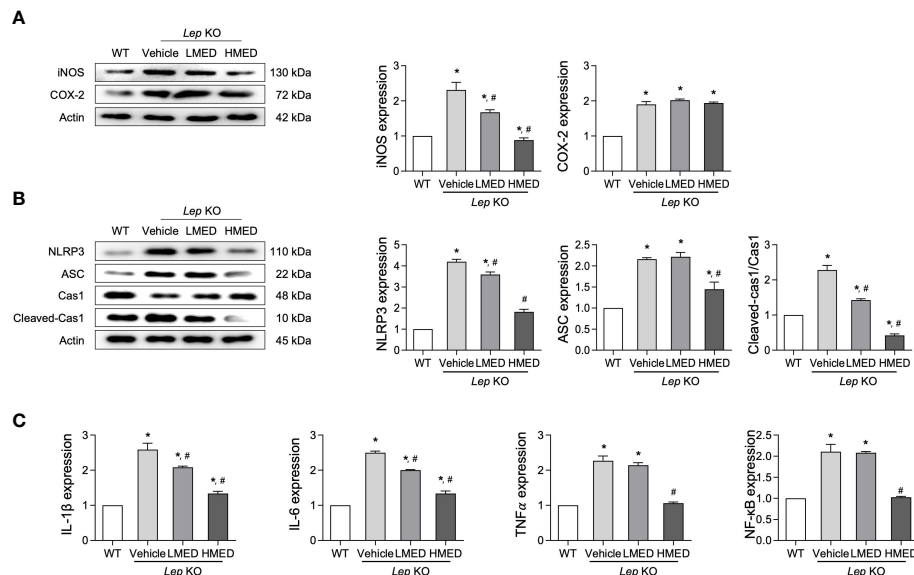 A
Lep KO
WT Vehicle LMED HMED
iNOS 130 kDa
COX-2 72 kDa
Actin 42 kDa
iNOS expression
3
2
1
0
*
*, #
*, #
WT Vehicle LMED HMED
Lep KO
COX-2 expression
3
2
1
0
*
*
*
WT Vehicle LMED HMED
Lep KO
B
Lep KO
WT Vehicle LMED HMED
NLRP3 110 kDa
ASC 22 kDa
Cas1 48 kDa
Cleaved-Cas1 10 kDa
Actin 45 kDa
NLRP3 expression
5
4
2
1
0
*
*, #
#
WT Vehicle LMED HMED
Lep KO
ASC expression
2.5
2.0
1.5
1.0
0.5
0
*
*
*, #
WT Vehicle LMED HMED
Lep KO
Cleaved-cas1/Cas1
3
2
1
0
*
*, #
*, #
WT Vehicle LMED HMED
Lep KO
C
IL-1β expression
3
2
1
0
*
*, #
*, #
WT Vehicle LMED HMED
Lep KO
IL-6 expression
3
2
1
0
*
*, #
*, #
WT Vehicle LMED HMED
Lep KO
TNFα expression
3
2
1
0
*
*
#
WT Vehicle LMED HMED
Lep KO
NF-κB expression
2.5
2.0
1.5
1.0
0.5
0
*
*
#
WT Vehicle LMED HMED
Lep KO